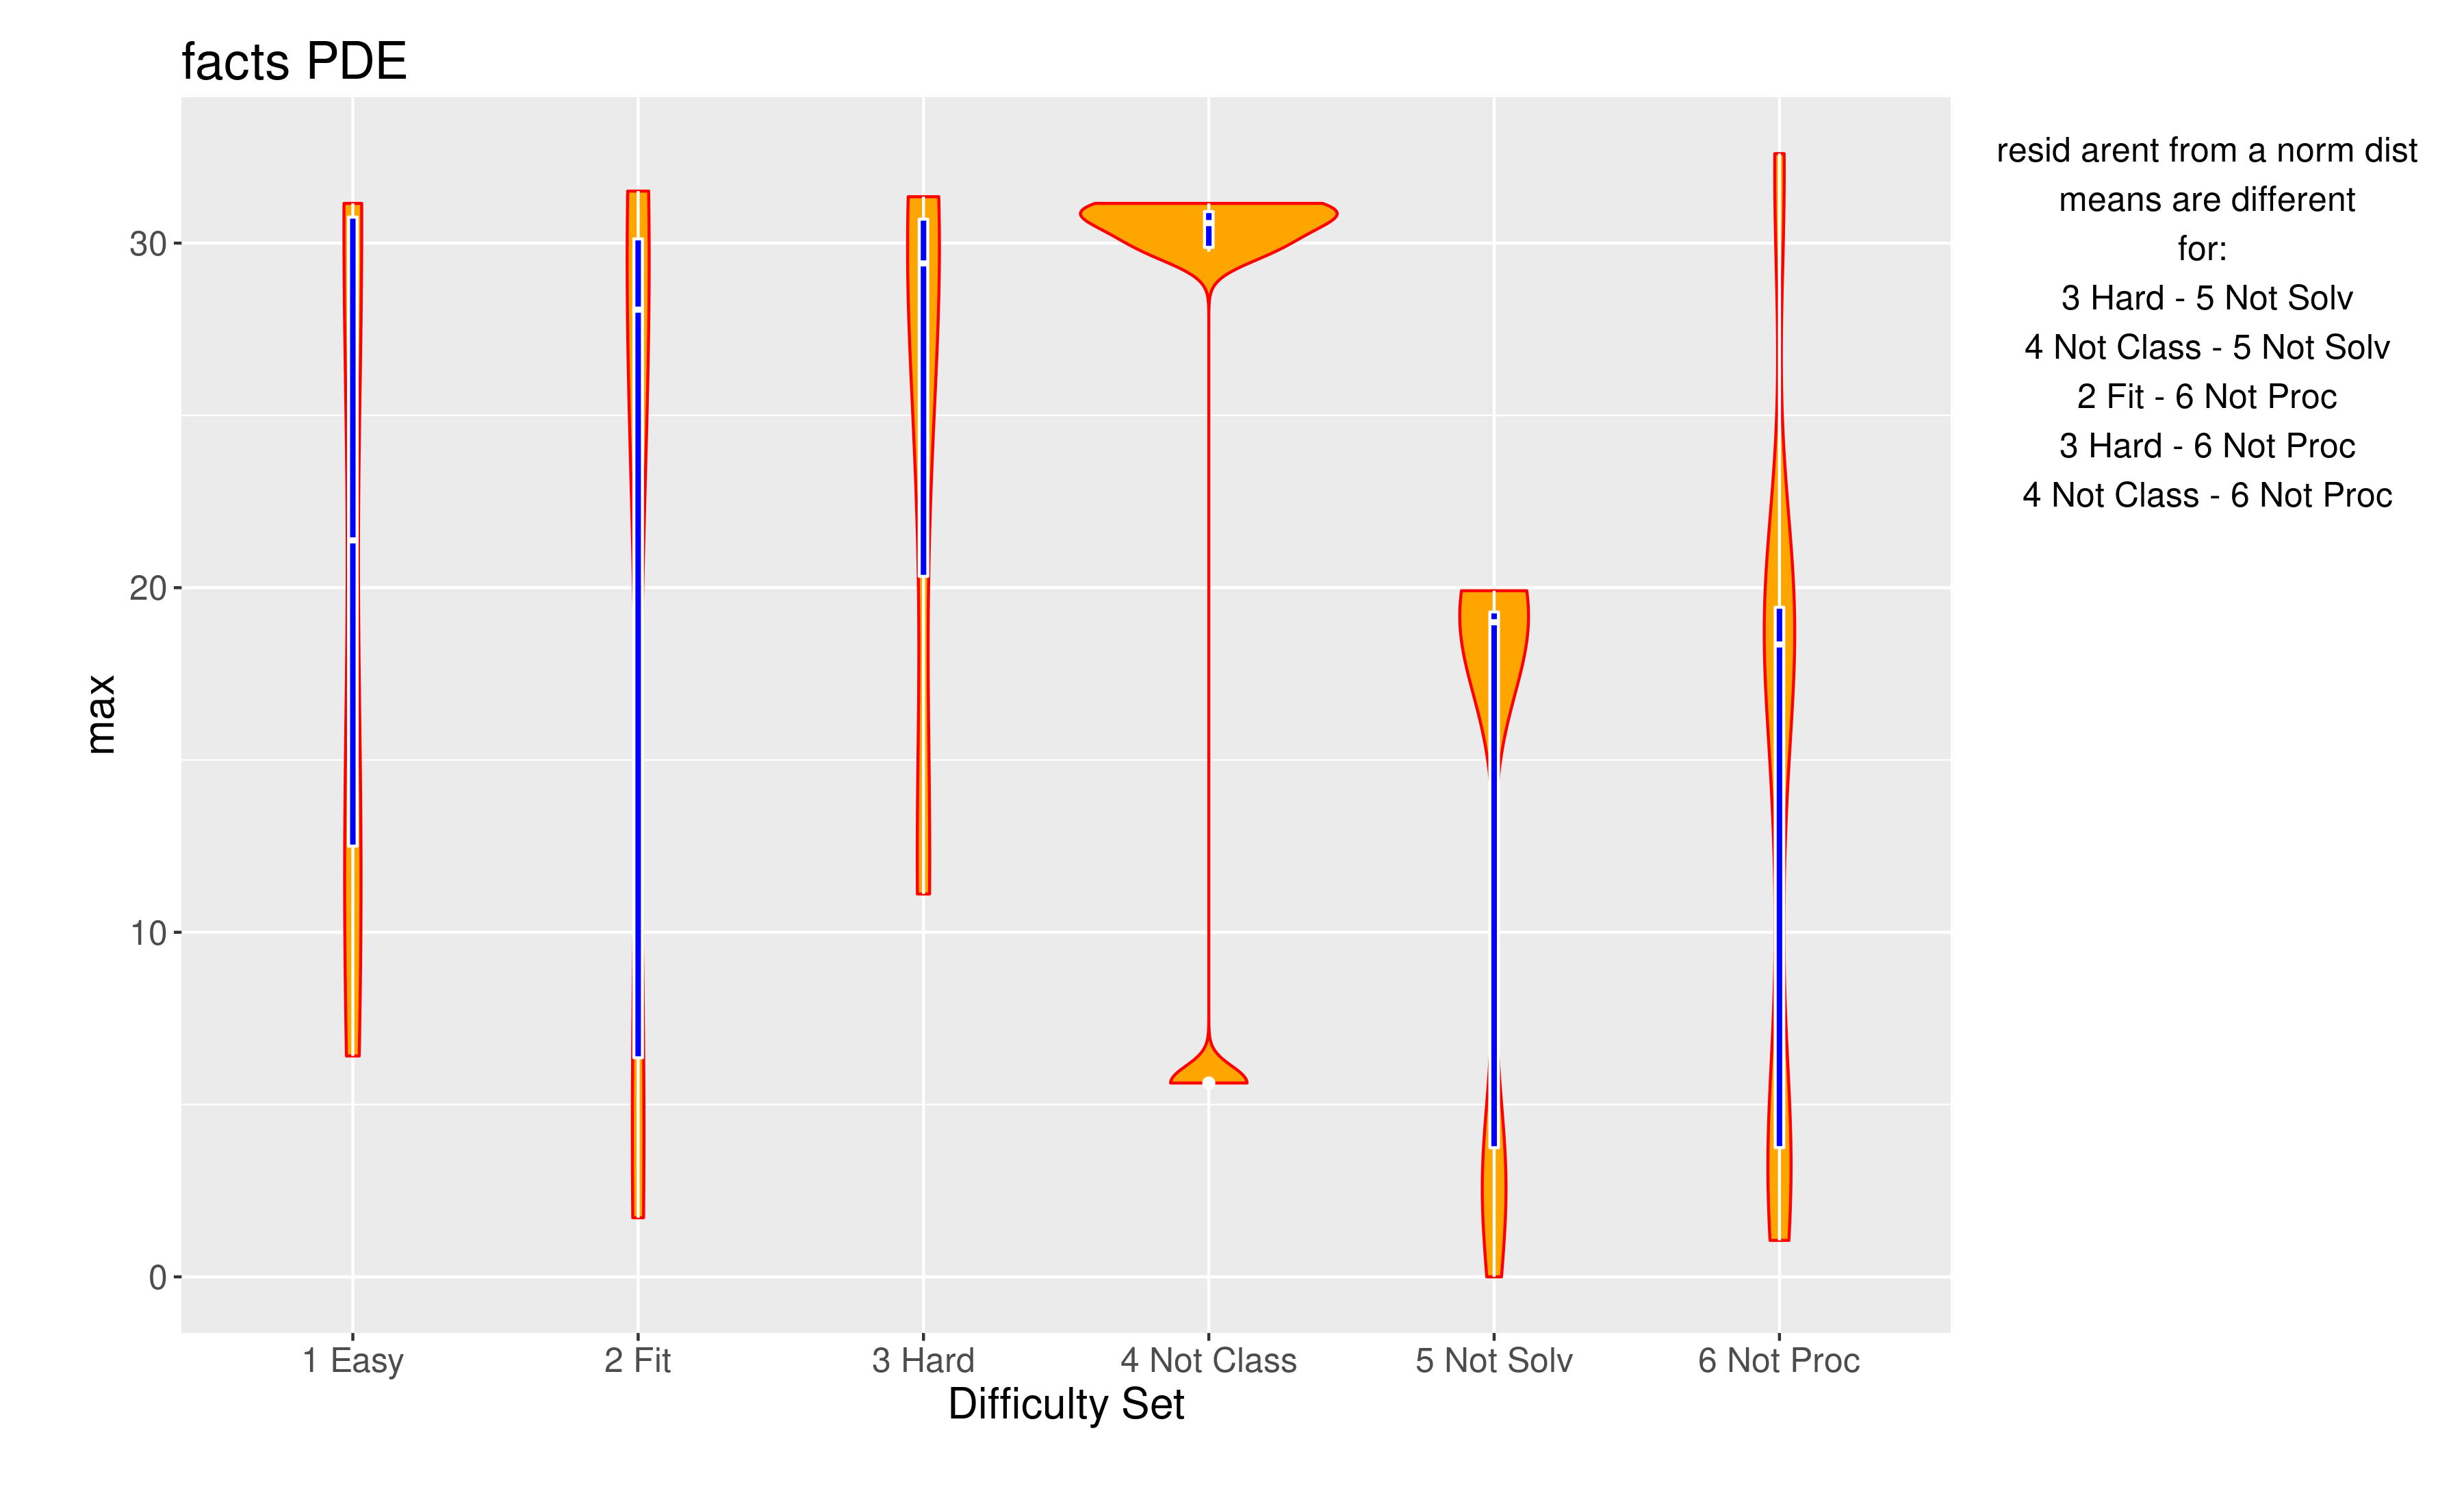 facts PDE
resid arent from a norm dist
means are different
for:
3 Hard - 5 Not Solv
4 Not Class - 5 Not Solv
2 Fit - 6 Not Proc
3 Hard - 6 Not Proc
4 Not Class - 6 Not Proc
max
30
20
10
0
1 Easy 2 Fit 3 Hard 4 Not Class 5 Not Solv 6 Not Proc
Difficulty Set